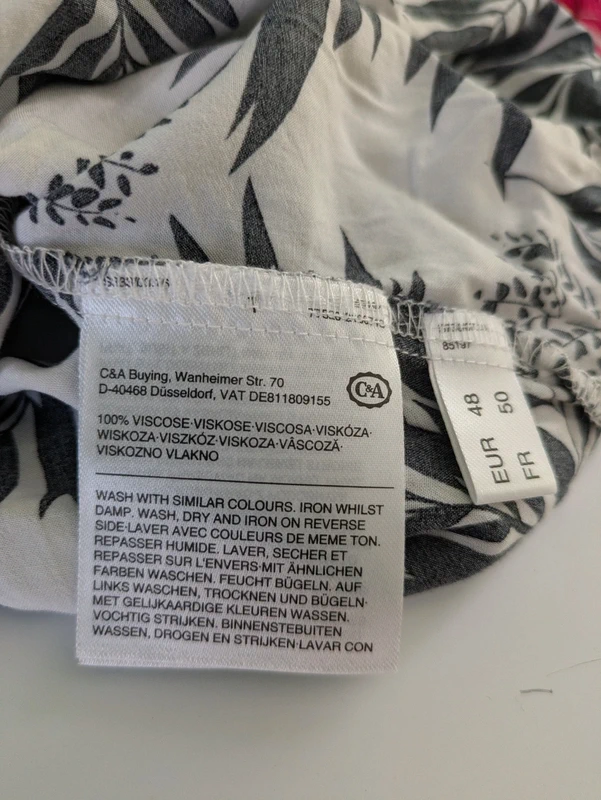 C&A Buying, Wanheimer Str. 70
D-40468 Düsseldorf, VAT DE811809155
C&A
100% VISCOSE·VISKOSE·VISCOSA·VISKÓZA·
WISKOZA·VISZKÓZ·VISKOZA·VÂSCOZĂ·
VISKOZNO VLAKNO
WASH WITH SIMILAR COLOURS. IRON WHILST
DAMP. WASH, DRY AND IRON ON REVERSE
SIDE·LAVER AVEC COULEURS DE MEME TON.
REPASSER HUMIDE. LAVER, SECHER ET
REPASSER SUR L'ENVERS·MIT ÄHNLICHEN
FARBEN WASCHEN. FEUCHT BÜGELN. AUF
LINKS WASCHEN, TROCKNEN UND BÜGELN·
MET GELIJKAARDIGE KLEUREN WASSEN.
VOCHTIG STRIJKEN. BINNENSTEBUITEN
WASSEN, DROGEN EN STRIJKEN·LAVAR CON
85197
EUR 48
FR 50